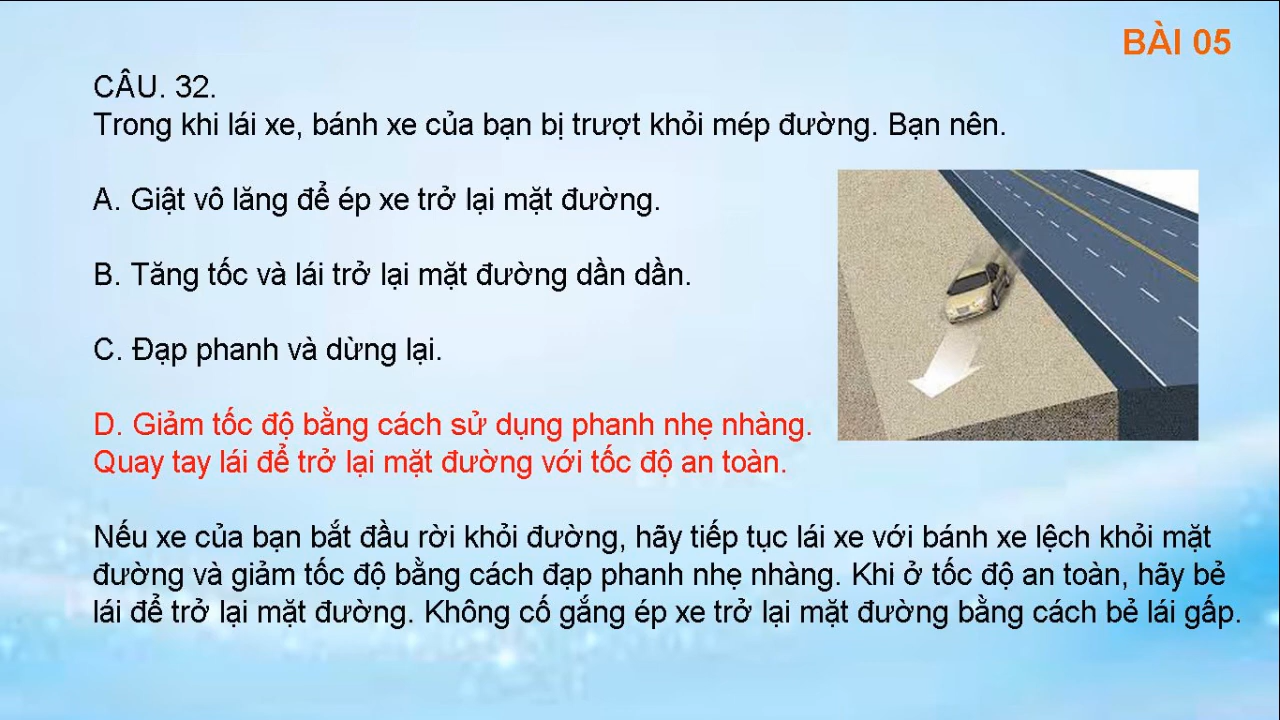 BÀI 05
CÂU. 32.
Trong khi lái xe, bánh xe của bạn bị trượt khỏi mép đường. Bạn nên.
A. Giật vô lăng để ép xe trở lại mặt đường.
B. Tăng tốc và lái trở lại mặt đường dần dần.
C. Đạp phanh và dừng lại.
D. Giảm tốc độ bằng cách sử dụng phanh nhẹ nhàng.
Quay tay lái để trở lại mặt đường với tốc độ an toàn.
Nếu xe của bạn bắt đầu rời khỏi đường, hãy tiếp tục lái xe với bánh xe lệch khỏi mặt
đường và giảm tốc độ bằng cách đạp phanh nhẹ nhàng. Khi ở tốc độ an toàn, hãy bẻ
lái để trở lại mặt đường. Không cố gắng ép xe trở lại mặt đường bằng cách bẻ lái gấp.